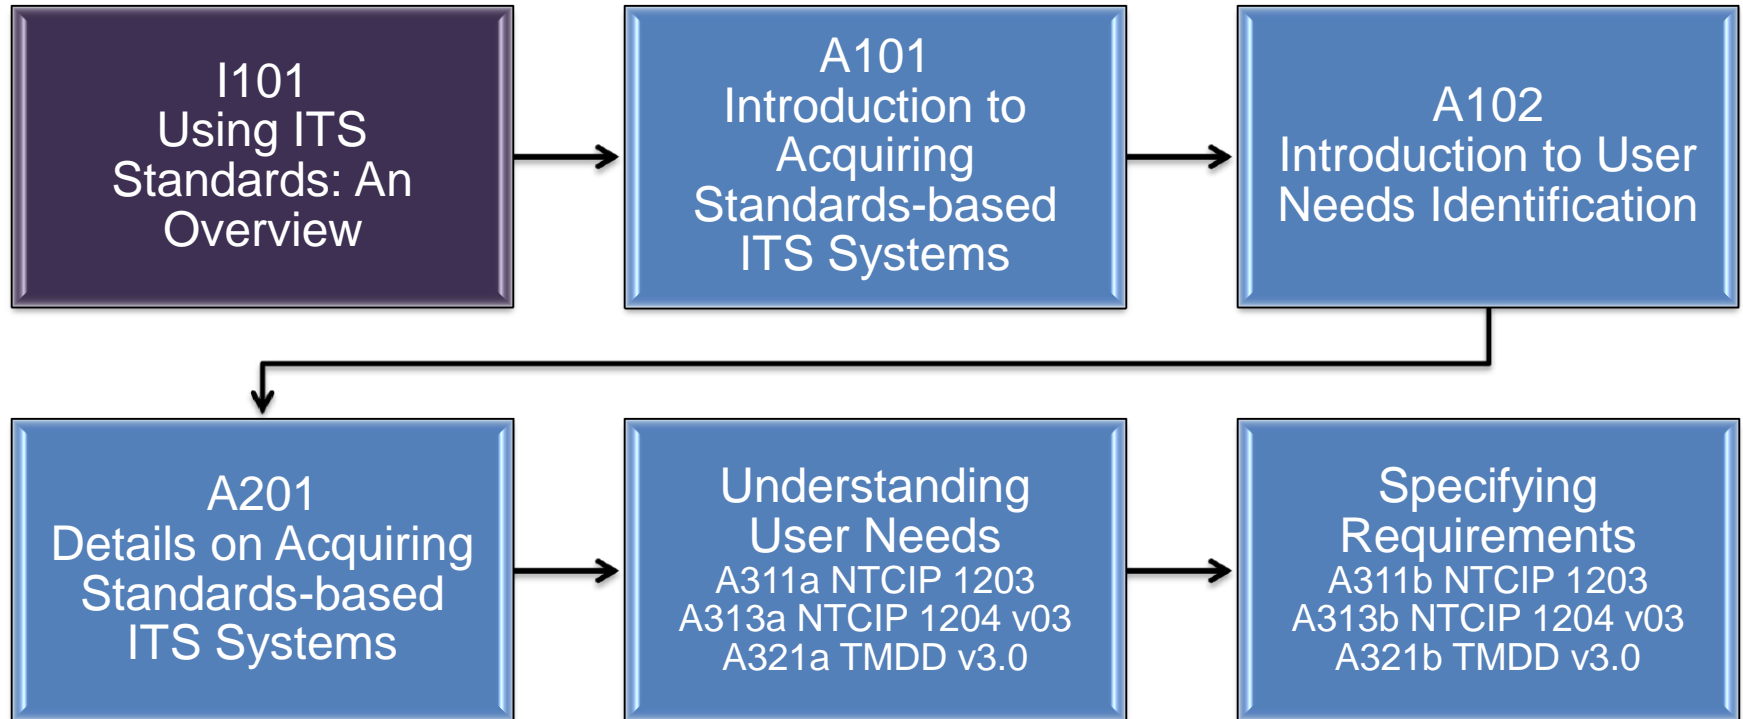 I101
Using ITS
Standards: An
Overview
A101
Introduction to
Acquiring
Standards-based
ITS Systems
A102
Introduction to User
Needs Identification
A201
Details on Acquiring
Standards-based
ITS Systems
Understanding
User Needs
A311a NTCIP 1203
A313a NTCIP 1204 v03
A321a TMDD v3.0
Specifying
Requirements
A311b NTCIP 1203
A313b NTCIP 1204 v03
A321b TMDD v3.0